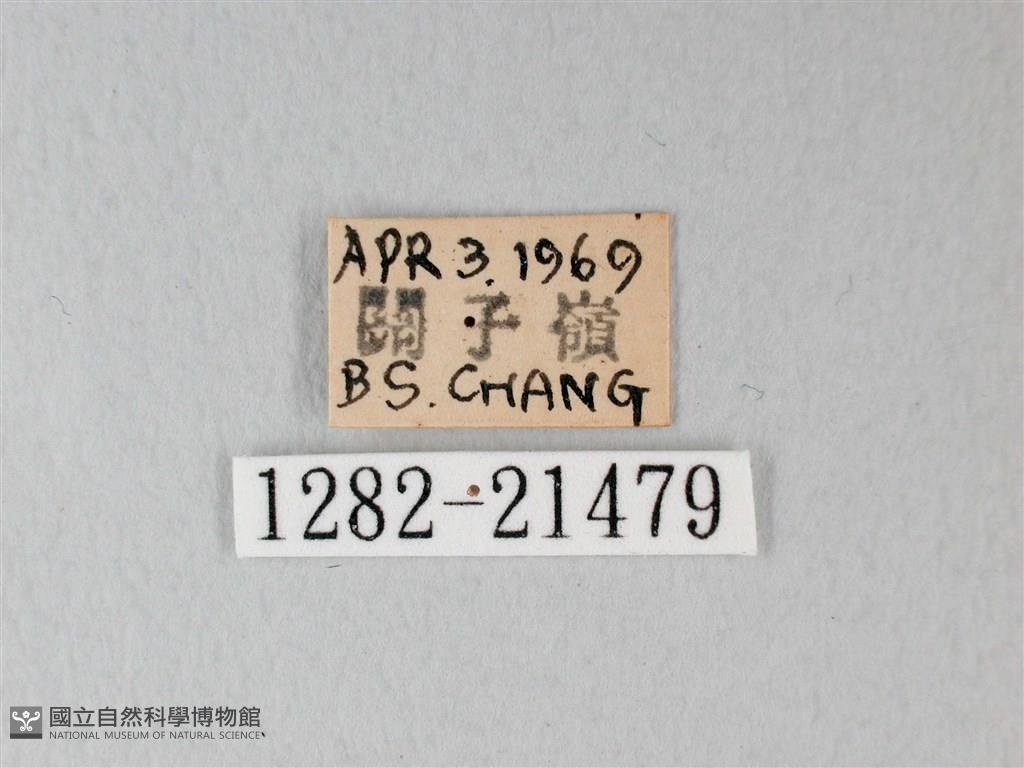 APR 3. 1969
關子嶺
B S. CHANG
1282-21479
國立自然科學博物館
NATIONAL MUSEUM OF NATURAL SCIENCE